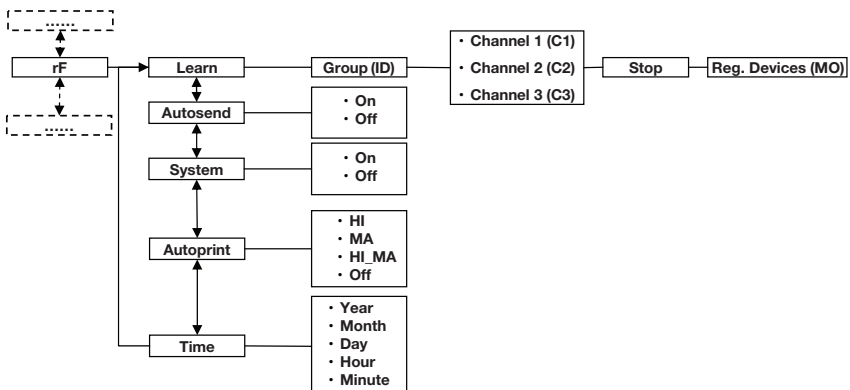 ......
rF
......
Learn
Group (ID)
• Channel 1 (C1)
• Channel 2 (C2)
• Channel 3 (C3)
Stop
Reg. Devices (MO)
Autosend
• On
• Off
System
• On
• Off
Autoprint
• HI
• MA
• HI_MA
• Off
Time
• Year
• Month
• Day
• Hour
• Minute